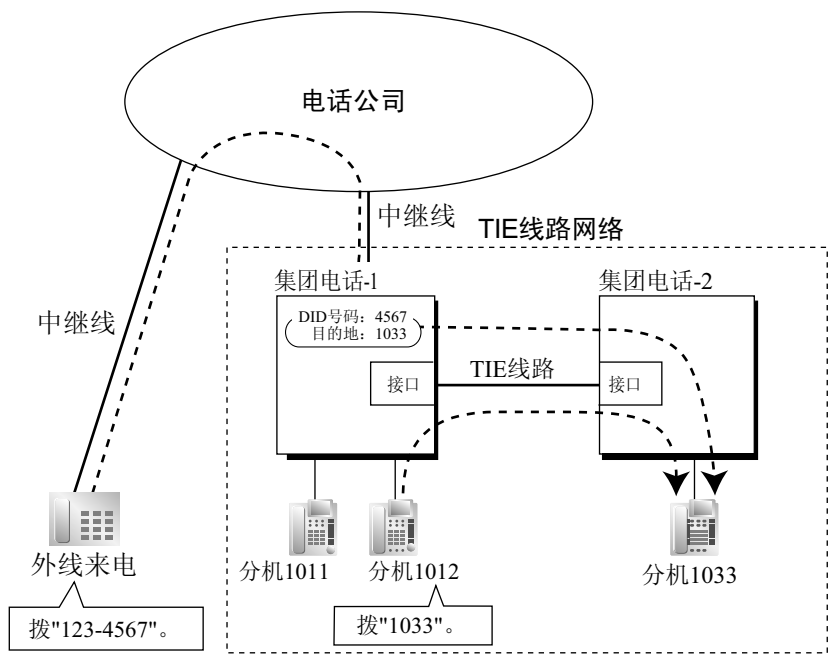 电话公司
中继线
TIE线路网络
集团电话-1
集团电话-2
DID号码：4567
目的地：1033
中继线
接口
TIE线路
接口
外线来电
分机1011
分机1012
分机1033
拨"123-4567"。
拨"1033"。